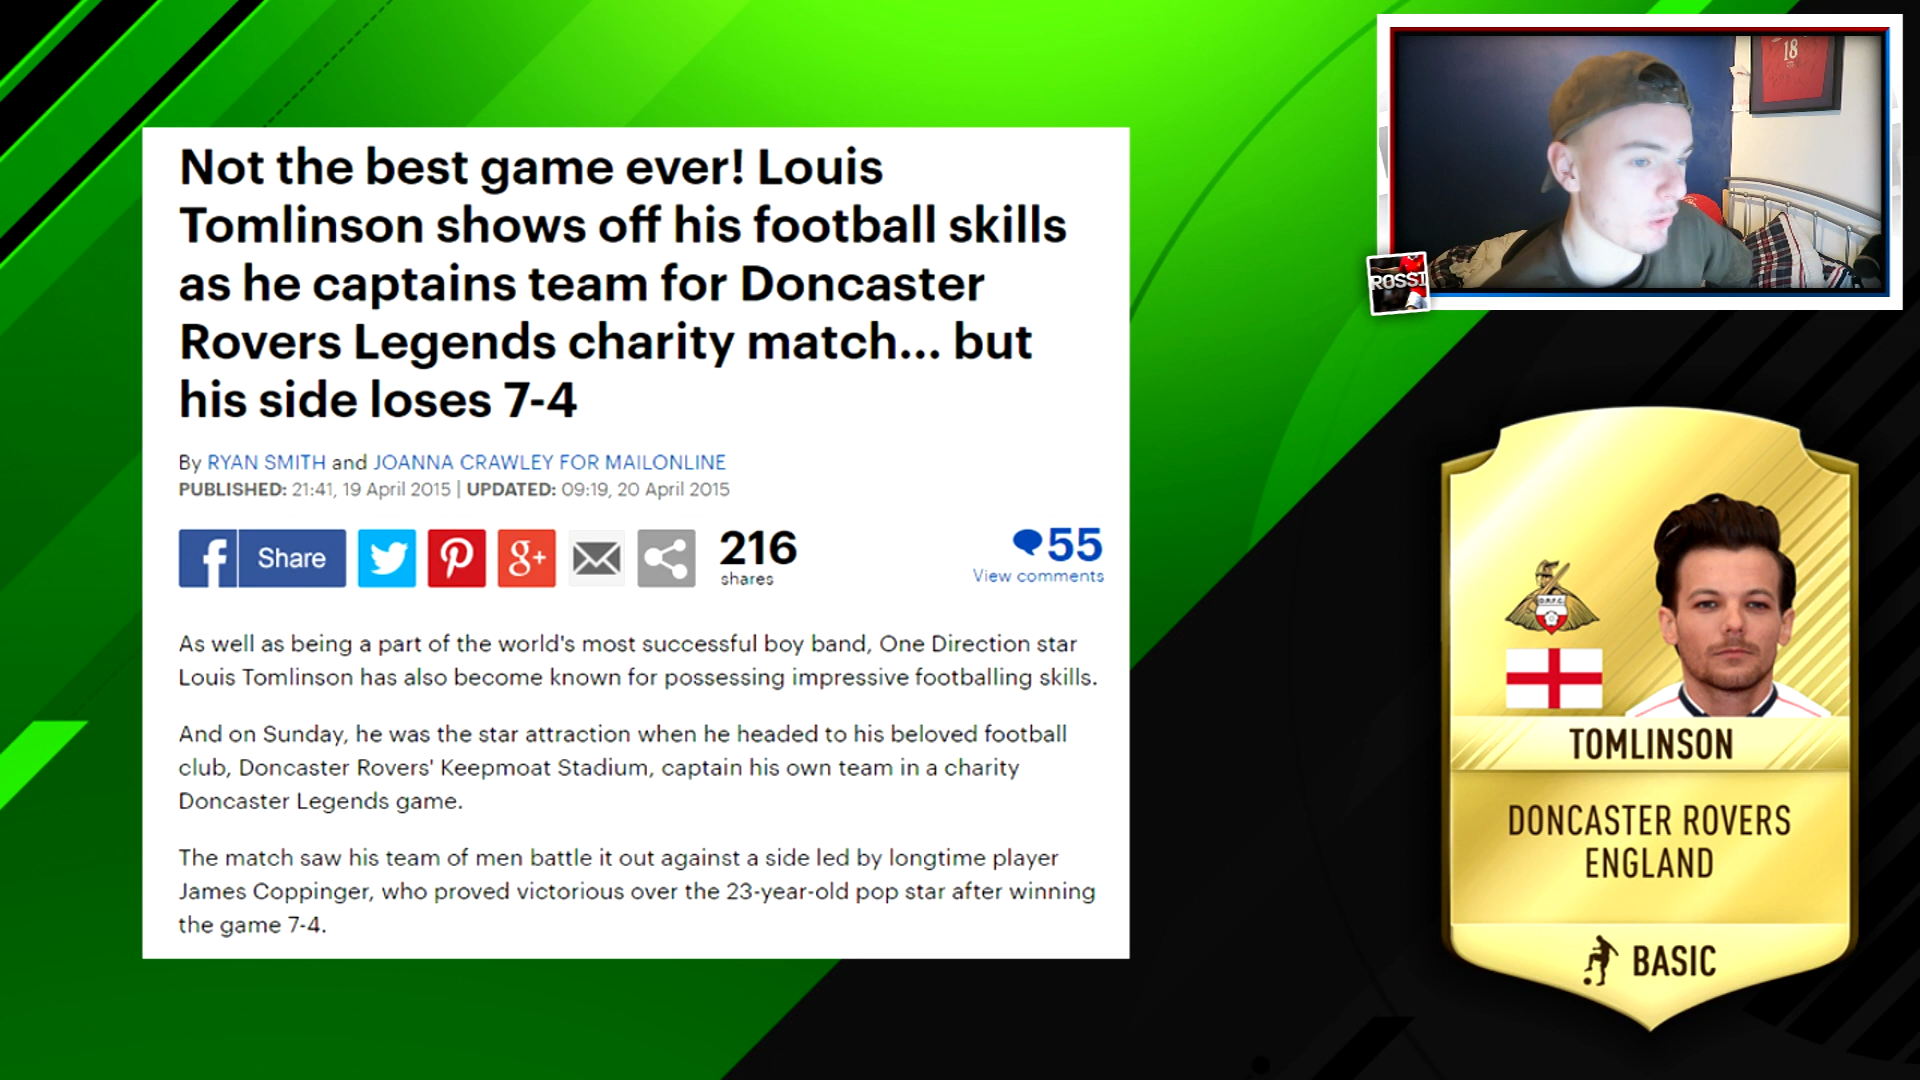 Not the best game ever! Louis
Tomlinson shows off his football skills
as he captains team for Doncaster
Rovers Legends charity match... but
his side loses 7-4
By RYAN SMITH and JOANNA CRAWLEY FOR MAILONLINE
PUBLISHED: 21:41, 19 April 2015 | UPDATED: 09:19, 20 April 2015
f Share
g+
216
shares
55
View comments
As well as being a part of the world's most successful boy band, One Direction star
Louis Tomlinson has also become known for possessing impressive footballing skills.
And on Sunday, he was the star attraction when he headed to his beloved football
club, Doncaster Rovers' Keepmoat Stadium, captain his own team in a charity
Doncaster Legends game.
The match saw his team of men battle it out against a side led by longtime player
James Coppinger, who proved victorious over the 23-year-old pop star after winning
the game 7-4.
18
ROSSI
D.R.F.C.
TOMLINSON
DONCASTER ROVERS
ENGLAND
BASIC